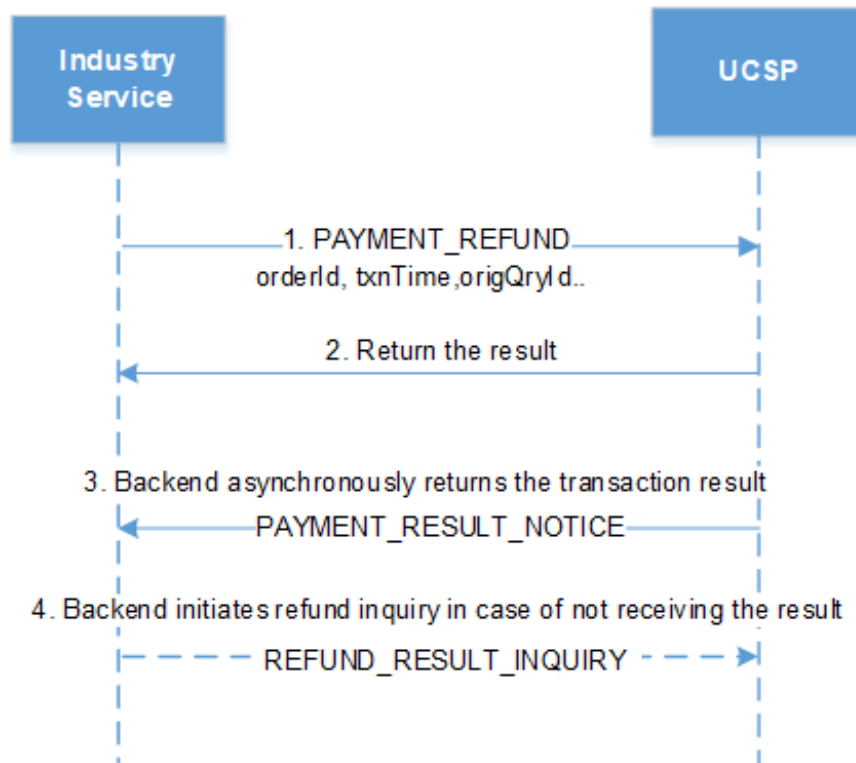 Industry
Service
UCSP
1. PAYMENT_REFUND
orderId, txnTime,origQryId..
2. Return the result
3. Backend asynchronously returns the transaction result
PAYMENT_RESULT_NOTICE
4. Backend initiates refund inquiry in case of not receiving the result
REFUND_RESULT_INQUIRY